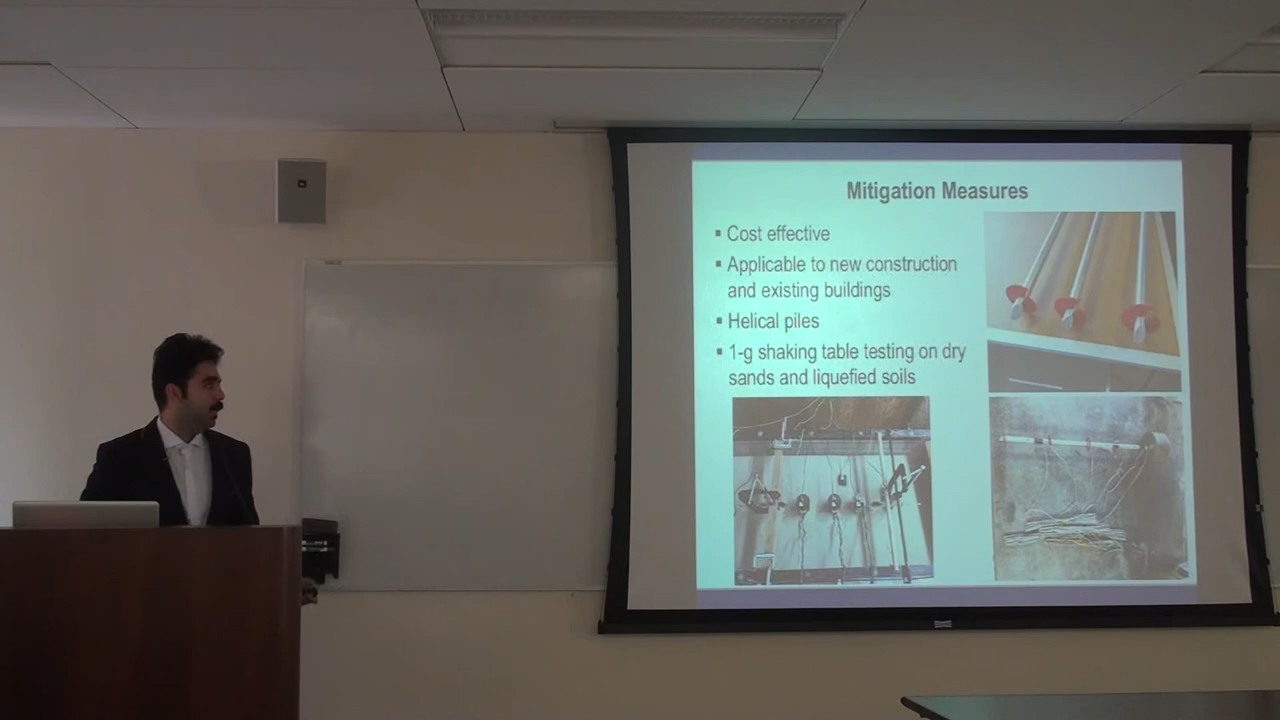 Mitigation Measures
▪ Cost effective
▪ Applicable to new construction
and existing buildings
▪ Helical piles
▪ 1-g shaking table testing on dry
sands and liquefied soils